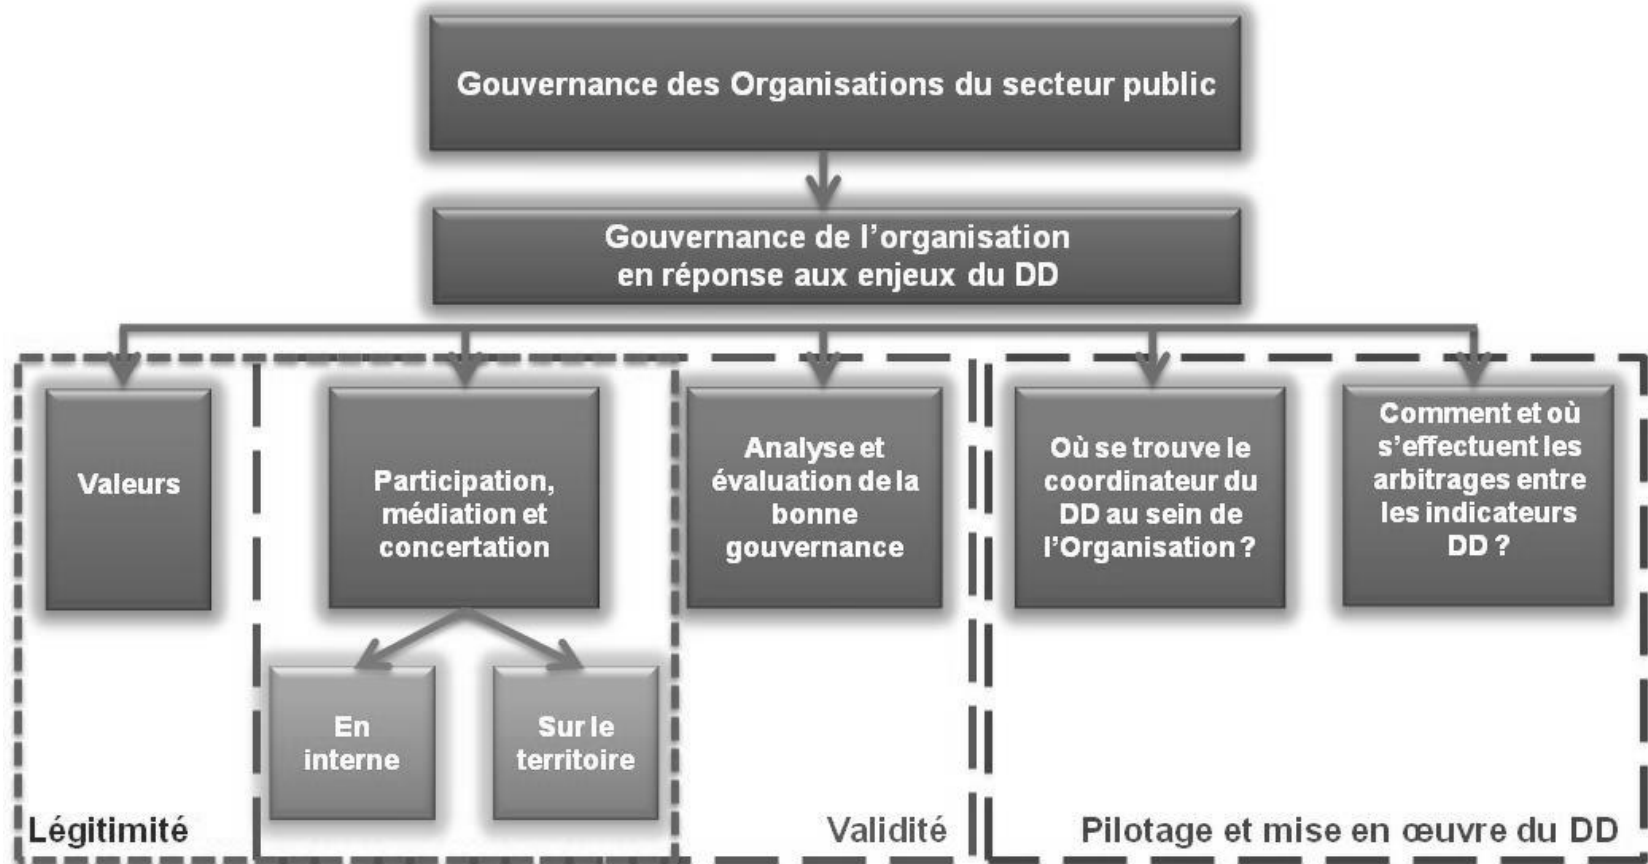 Gouvernance des Organisations du secteur public
Gouvernance de l'organisation
en réponse aux enjeux du DD
Valeurs
Participation,
médiation et
concertation
Analyse et
évaluation de la
bonne
gouvernance
Où se trouve le
coordinateur du
DD au sein de
l'Organisation ?
Comment et où
s'effectuent les
arbitrages entre
les indicateurs
DD ?
En
interne
Sur le
territoire
Légitimité
Validité
Pilotage et mise en œuvre du DD